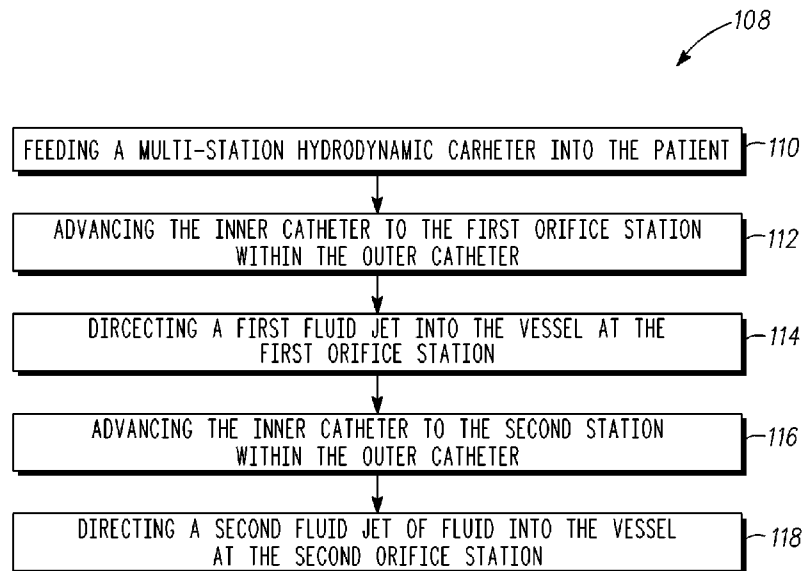 108
FEEDING A MULTI-STATION HYDRODYNAMIC CARHETER INTO THE PATIENT
110
ADVANCING THE INNER CATHETER TO THE FIRST ORIFICE STATION
WITHIN THE OUTER CATHETER
112
DIRCECTING A FIRST FLUID JET INTO THE VESSEL AT THE
FIRST ORIFICE STATION
114
ADVANCING THE INNER CATHETER TO THE SECOND STATION
WITHIN THE OUTER CATHETER
116
DIRECTING A SECOND FLUID JET OF FLUID INTO THE VESSEL
AT THE SECOND ORIFICE STATION
118